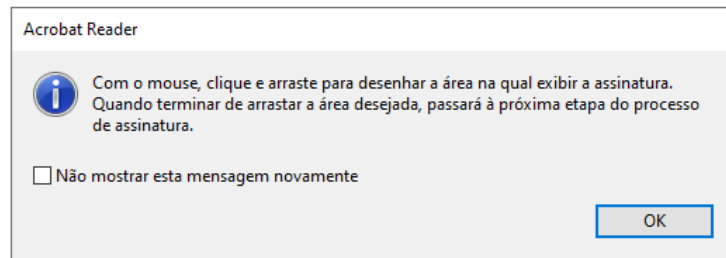 Acrobat Reader
Com o mouse, clique e arraste para desenhar a área na qual exibir a assinatura.
Quando terminar de arrastar a área desejada, passará à próxima etapa do processo
de assinatura.
Não mostrar esta mensagem novamente
OK